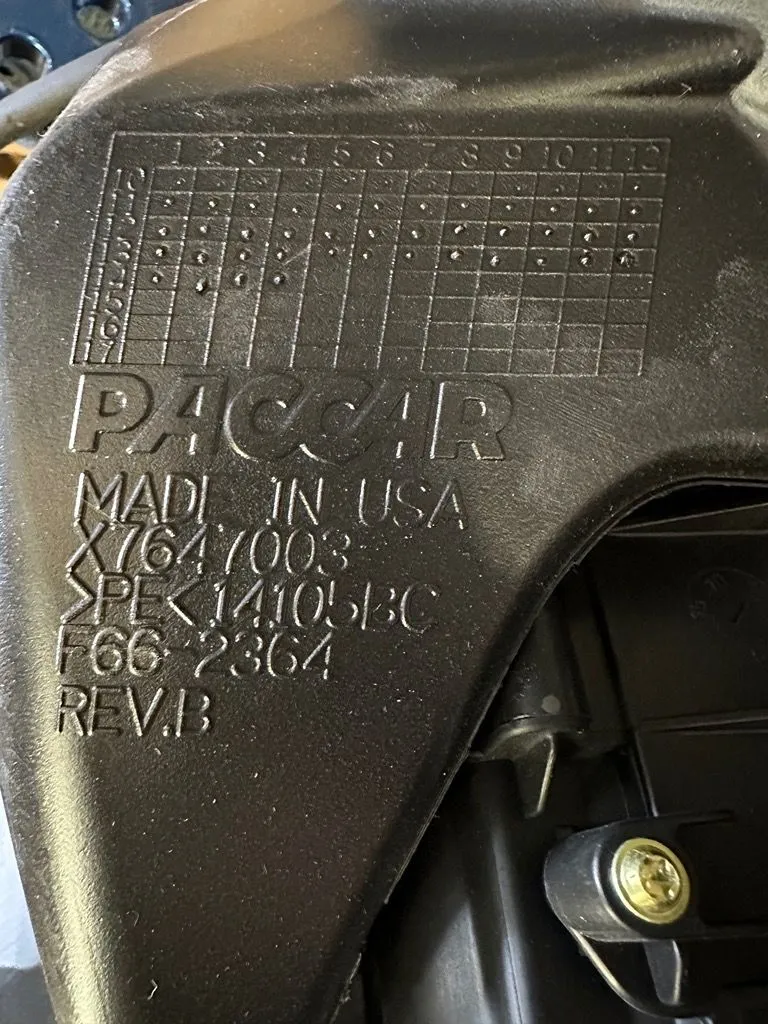 1 2 3 4 5 6 7 8 9 10 11 12
PACCAR
MADE IN USA
X7647003
>PE< 14105BC
F66-2364
REV.B